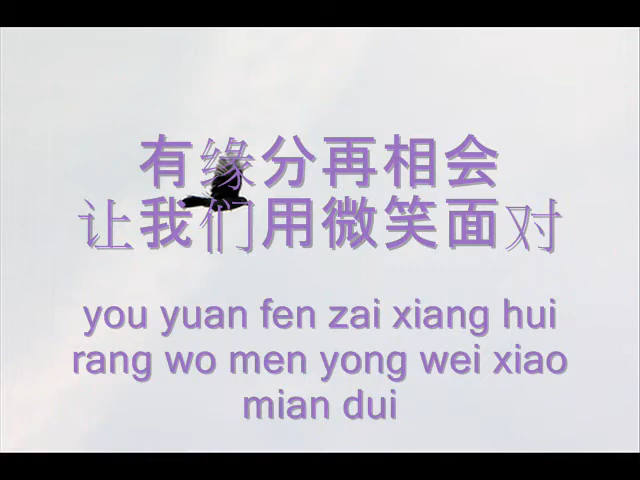 有缘分再相会
让我们用微笑面对
you yuan fen zai xiang hui
rang wo men yong wei xiao
mian dui